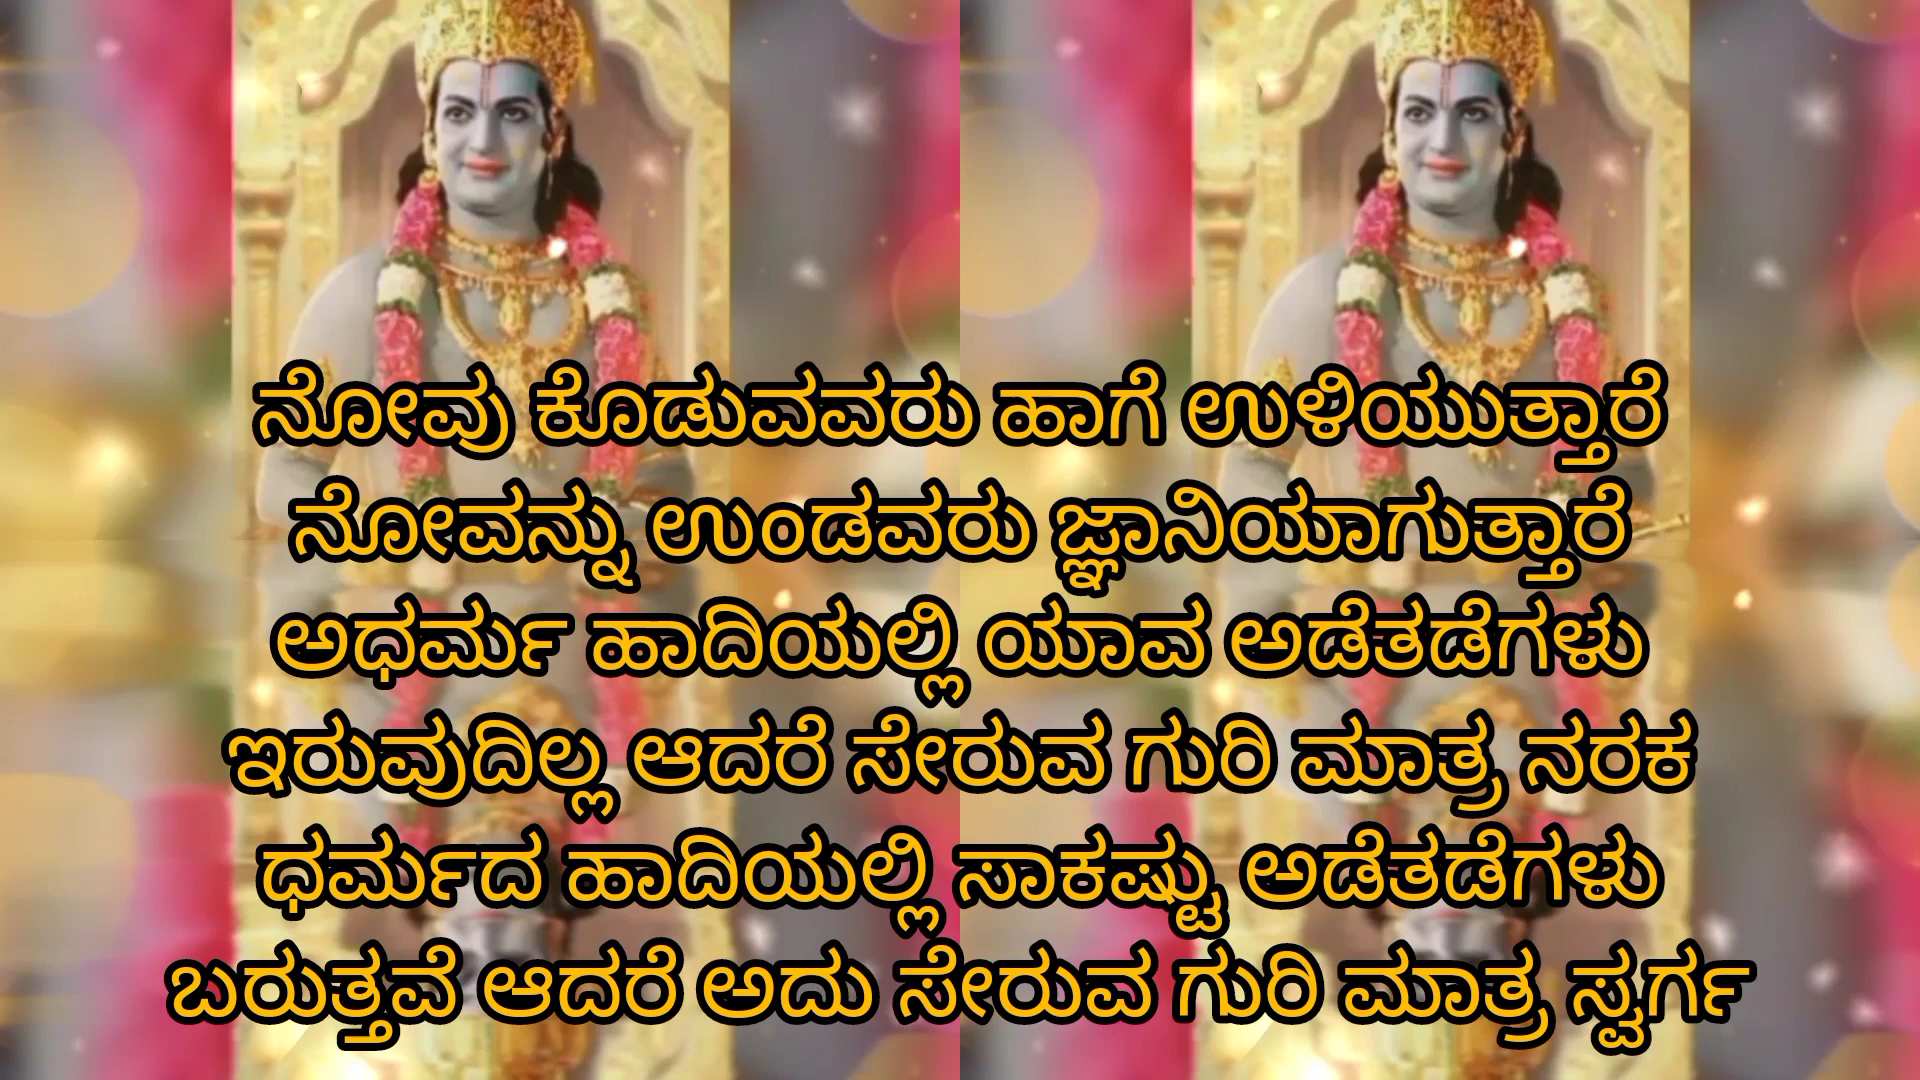 ನೋವು ಕೊಡುವವರು ಹಾಗೆ ಉಳಿಯುತ್ತಾರೆ
ನೋವನ್ನು ಉಂಡವರು ಜ್ಞಾನಿಯಾಗುತ್ತಾರೆ
ಅಧರ್ಮ ಹಾದಿಯಲ್ಲಿ ಯಾವ ಅಡೆತಡೆಗಳು
ಇರುವುದಿಲ್ಲ ಆದರೆ ಸೇರುವ ಗುರಿ ಮಾತ್ರ ನರಕ
ಧರ್ಮದ ಹಾದಿಯಲ್ಲಿ ಸಾಕಷ್ಟು ಅಡೆತಡೆಗಳು
ಬರುತ್ತವೆ ಆದರೆ ಅದು ಸೇರುವ ಗುರಿ ಮಾತ್ರ ಸ್ವರ್ಗ